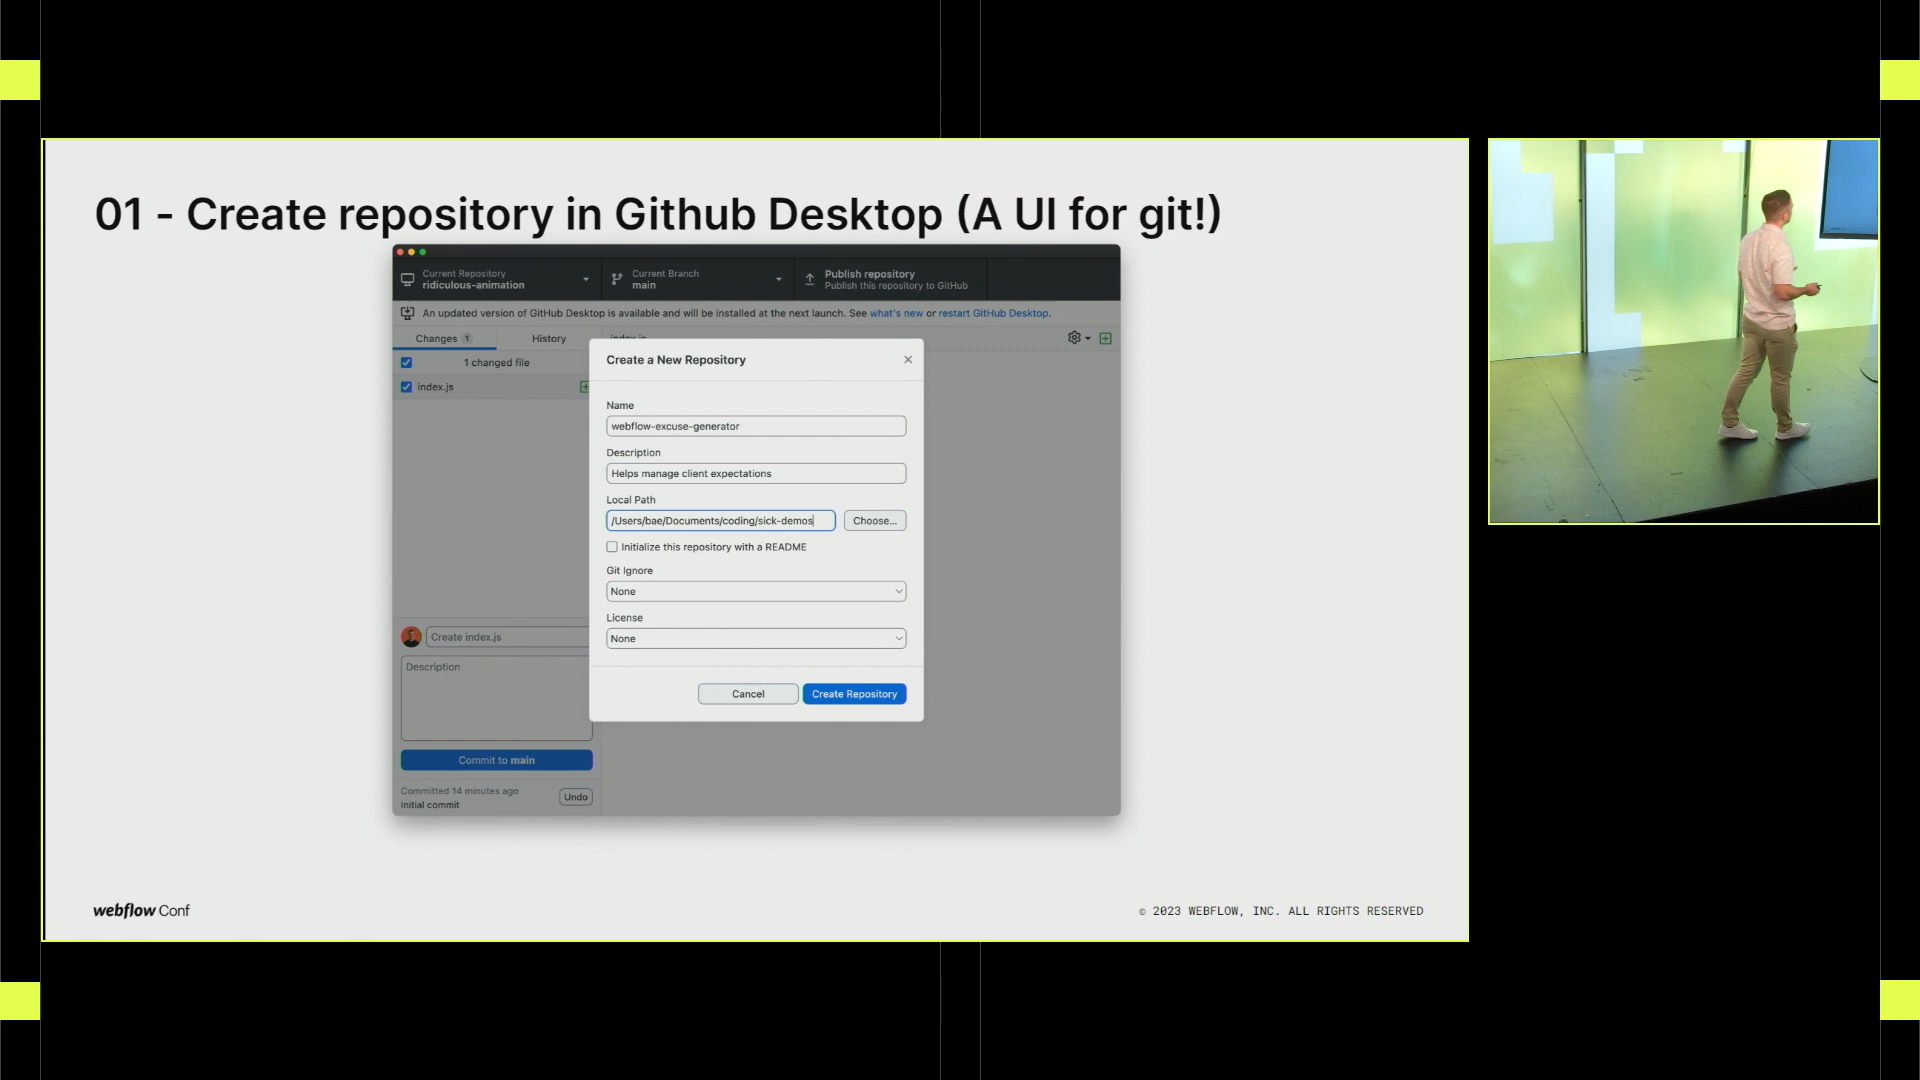 01 - Create repository in Github Desktop (A UI for git!)
Current Repository
ridiculous-animation
Current Branch
main
Publish repository
Publish this repository to GitHub
An updated version of GitHub Desktop is available and will be installed at the next launch. See what's new or restart GitHub Desktop.
Changes 1
History
index.js
1 changed file
index.js
Create a New Repository
Name
webflow-excuse-generator
Description
Helps manage client expectations
Local Path
/Users/bae/Documents/coding/sick-demos
Choose...
Initialize this repository with a README
Git Ignore
None
License
None
Cancel
Create Repository
Create index.js
Description
Commit to main
Committed 14 minutes ago
Initial commit
Undo
webflow Conf
© 2023 WEBFLOW, INC. ALL RIGHTS RESERVED